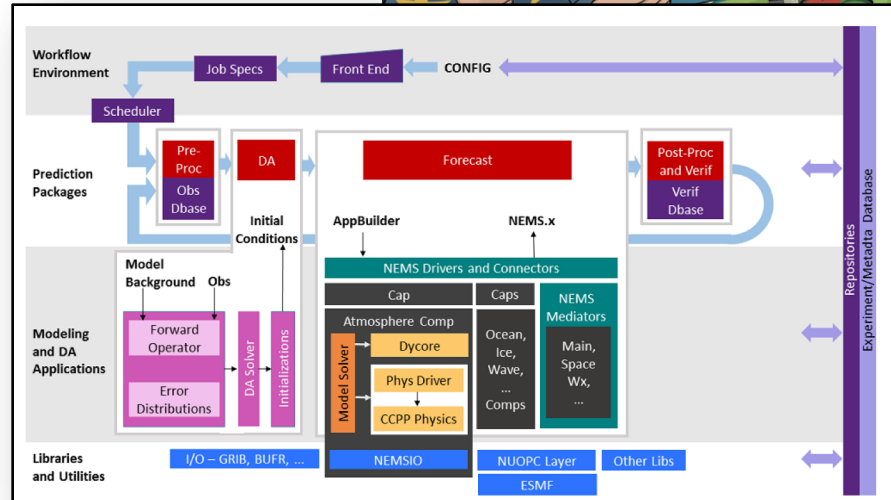 Workflow
Environment
Job Specs
Front End
CONFIG
Scheduler
Prediction
Packages
Pre-
Proc
Obs
Dbase
DA
Forecast
Post-Proc
and Verif
Verif
Dbase
Initial
Conditions
AppBuilder
NEMS.x
Modeling
and DA
Applications
Model
Background
Obs
Forward
Operator
Error
Distributions
DA Solver
Initializations
NEMS Drivers and Connectors
Cap
Caps
NEMS
Mediators
Atmosphere Comp
Model Solver
Dycore
Phys Driver
CCPP Physics
Ocean,
Ice,
Wave,
...
Comps
Main,
Space
Wx,
...
Libraries
and Utilities
I/O – GRIB, BUFR, ...
NEMSIO
NUOPC Layer
Other Libs
ESMF
Repositories
Experiment/Metadta Database